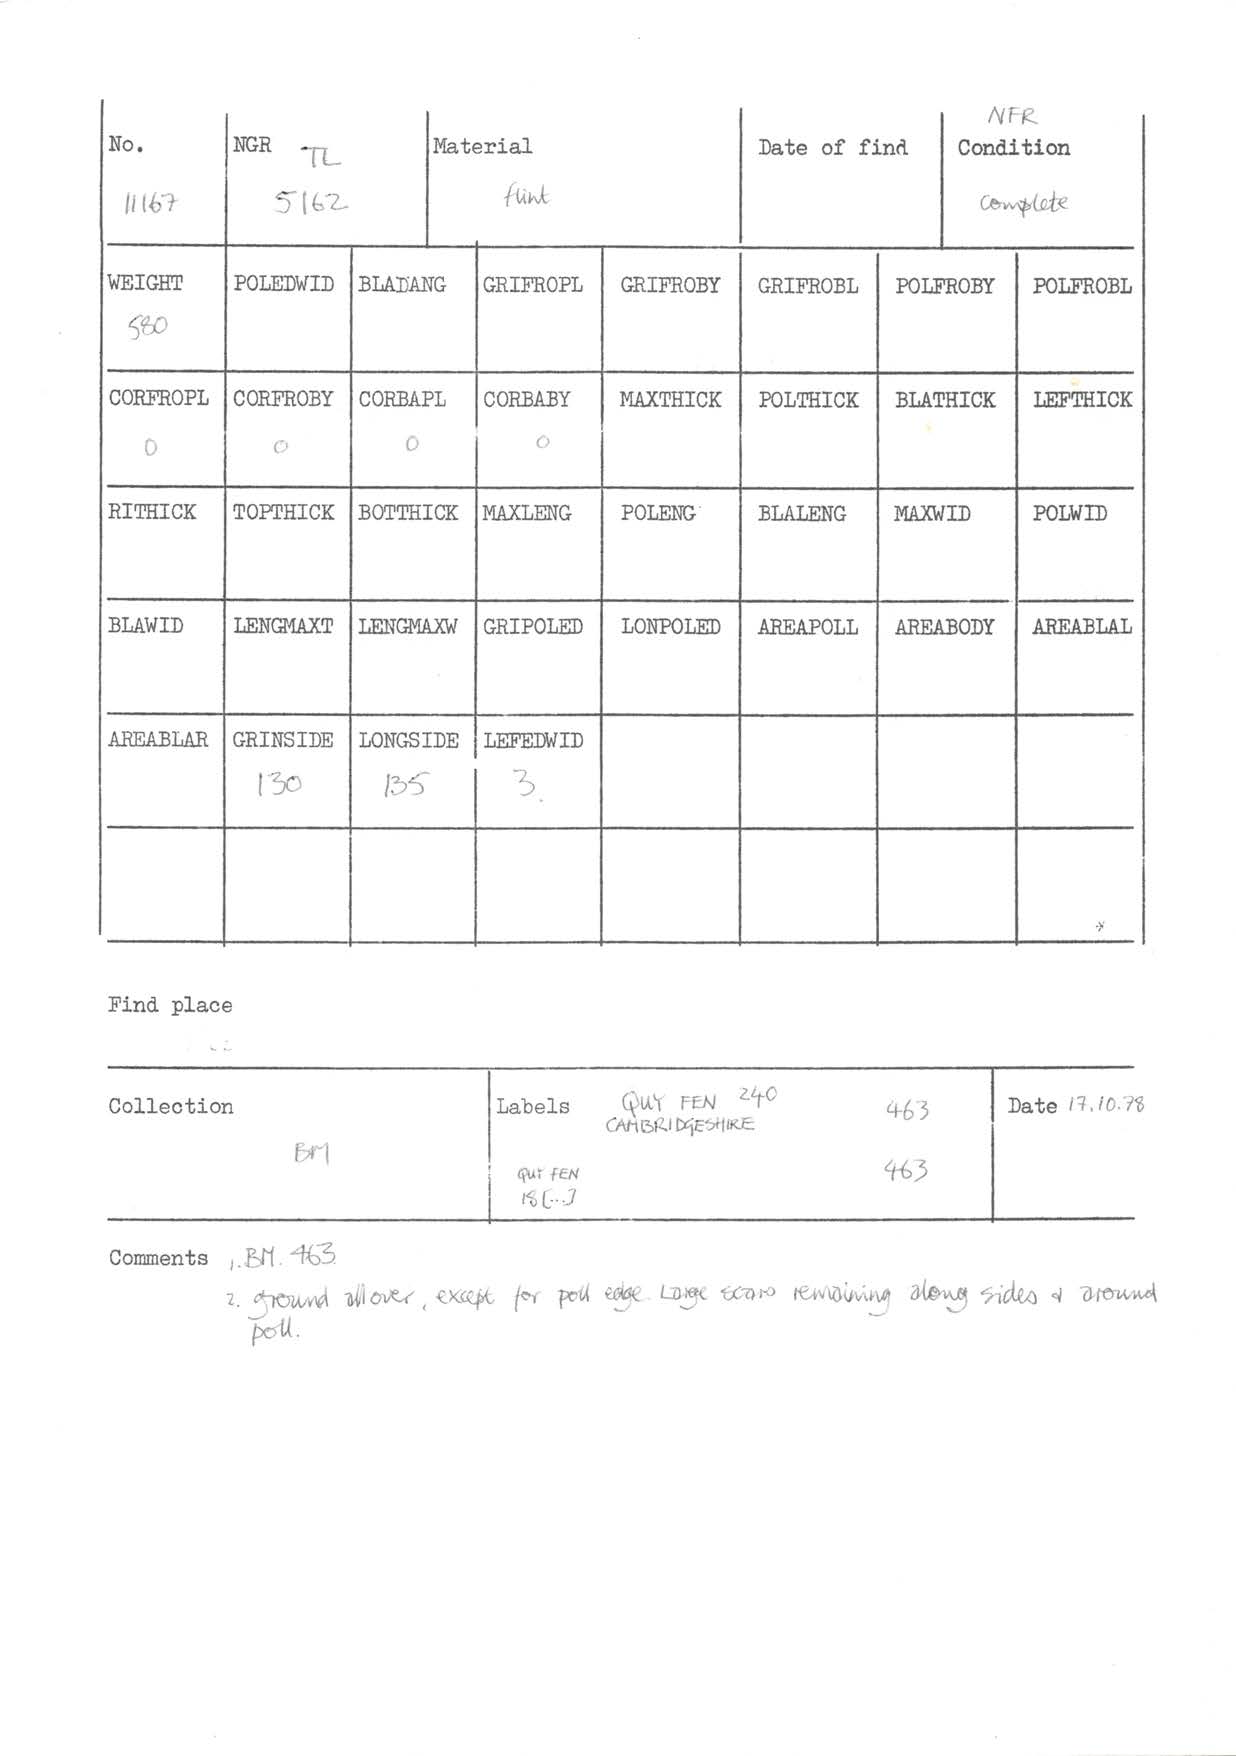 NFR
No. NGR TL Material Date of find Condition
11167 5162 flint complete
WEIGHT POLEDWID BLADANG GRIFROPL GRIFROBY GRIFROBL POLFROBY POLFROBL
580
CORFROPL CORFROBY CORBAPL CORBABY MAXTHICK POLTHICK BLATHICK LEFTHICK
0 0 0 0
RITHICK TOPTHICK BOTTHICK MAXLENG POLENG BLALENG MAXWID POLWID
BLAWID LENGMAXT LENGMAXW GRIPOLED LONPOLED AREAPOLL AREABODY AREABLAL
AREABLAR GRINSIDE LONGSIDE LEFEDWID
130 135 3.
Find place
Collection Labels QUY FEN 240 463 Date 17.10.78
CAMBRIDGESHIRE
BM
QUY FEN 463
18 [...]
Comments 1. BM. 463
2. ground all over, except for poll edge. Large scars remaining along sides & around
poll.